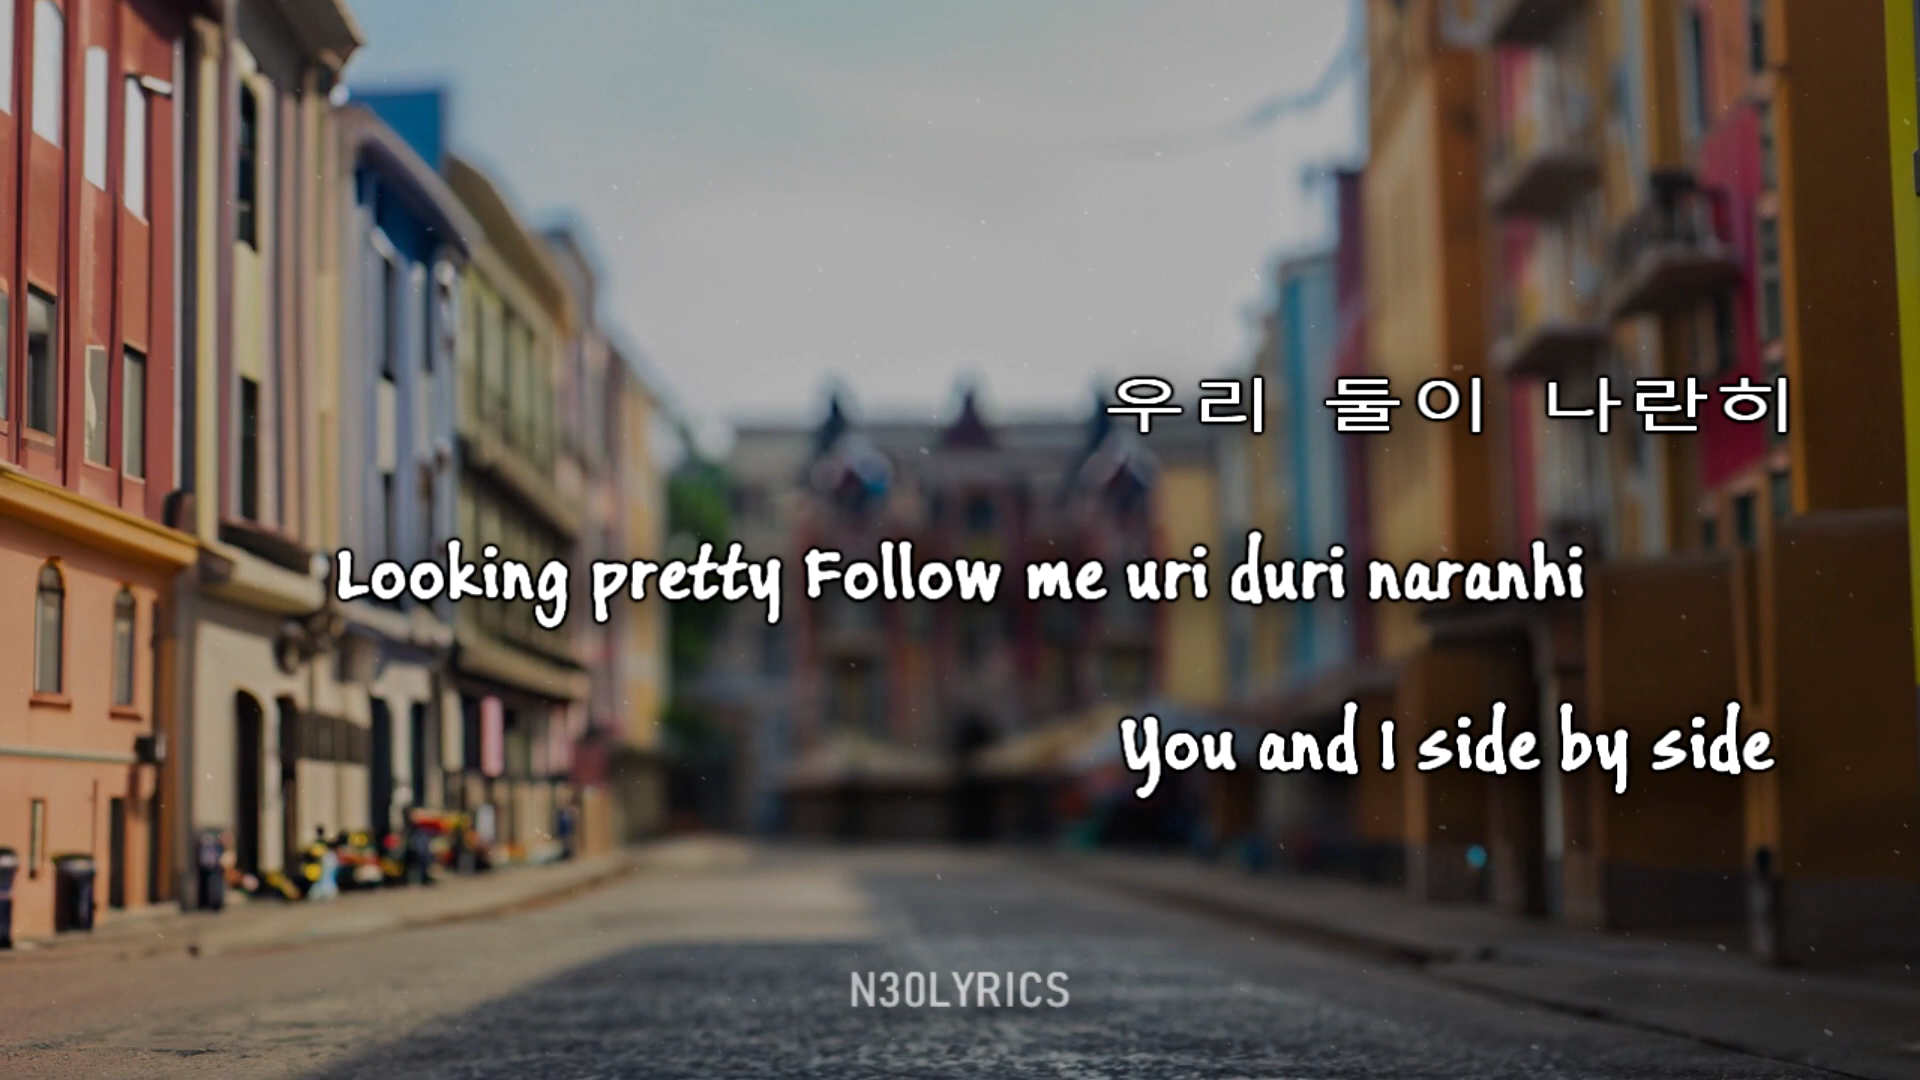 우리 둘이 나란히
Looking pretty Follow me uri duri naranhi
You and I side by side
N30LYRICS